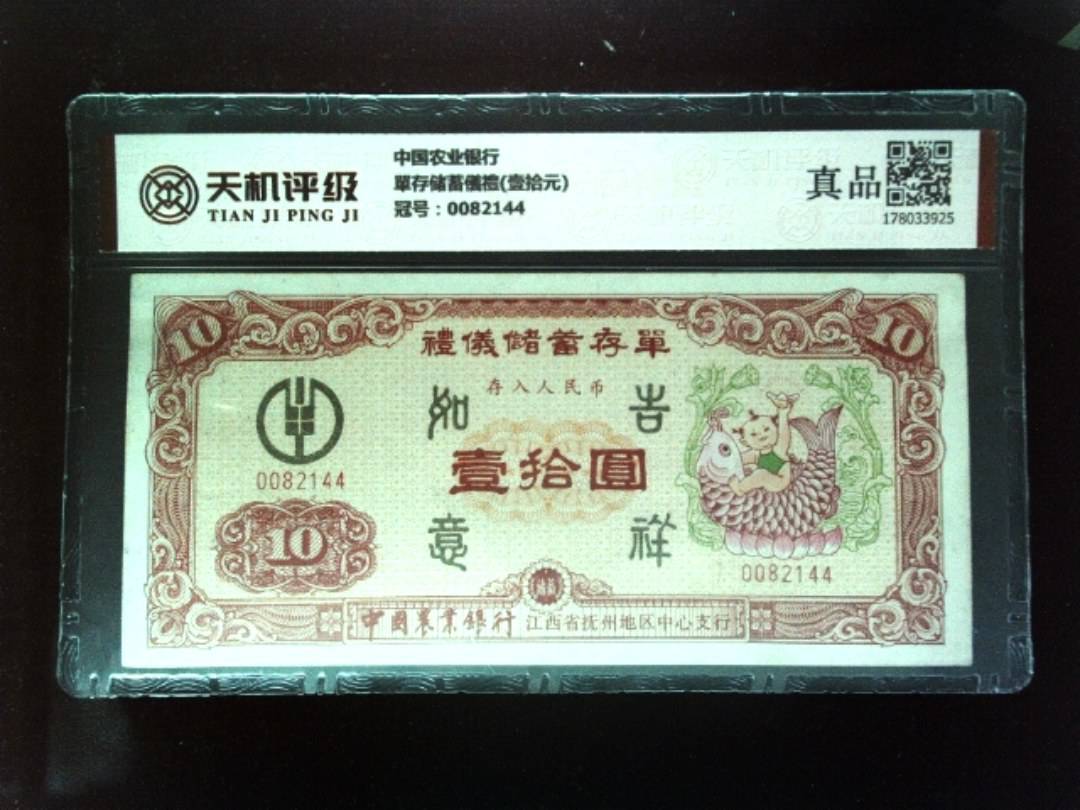 天机评级
TIAN JI PING JI
中国农业银行
單存储蓄儀禮(壹拾元)
冠号：0082144
真品
178033925
10
10
禮儀儲蓄存單
存入人民币
如 吉
壹拾圓
意 祥
0082144
10
0082144
中國農業銀行 江西省抚州地区中心支行